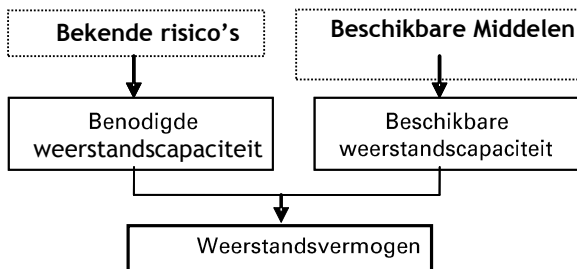 Bekende risico's
Beschikbare Middelen
Benodigde
weerstandscapaciteit
Beschikbare
weerstandscapaciteit
Weerstandsvermogen